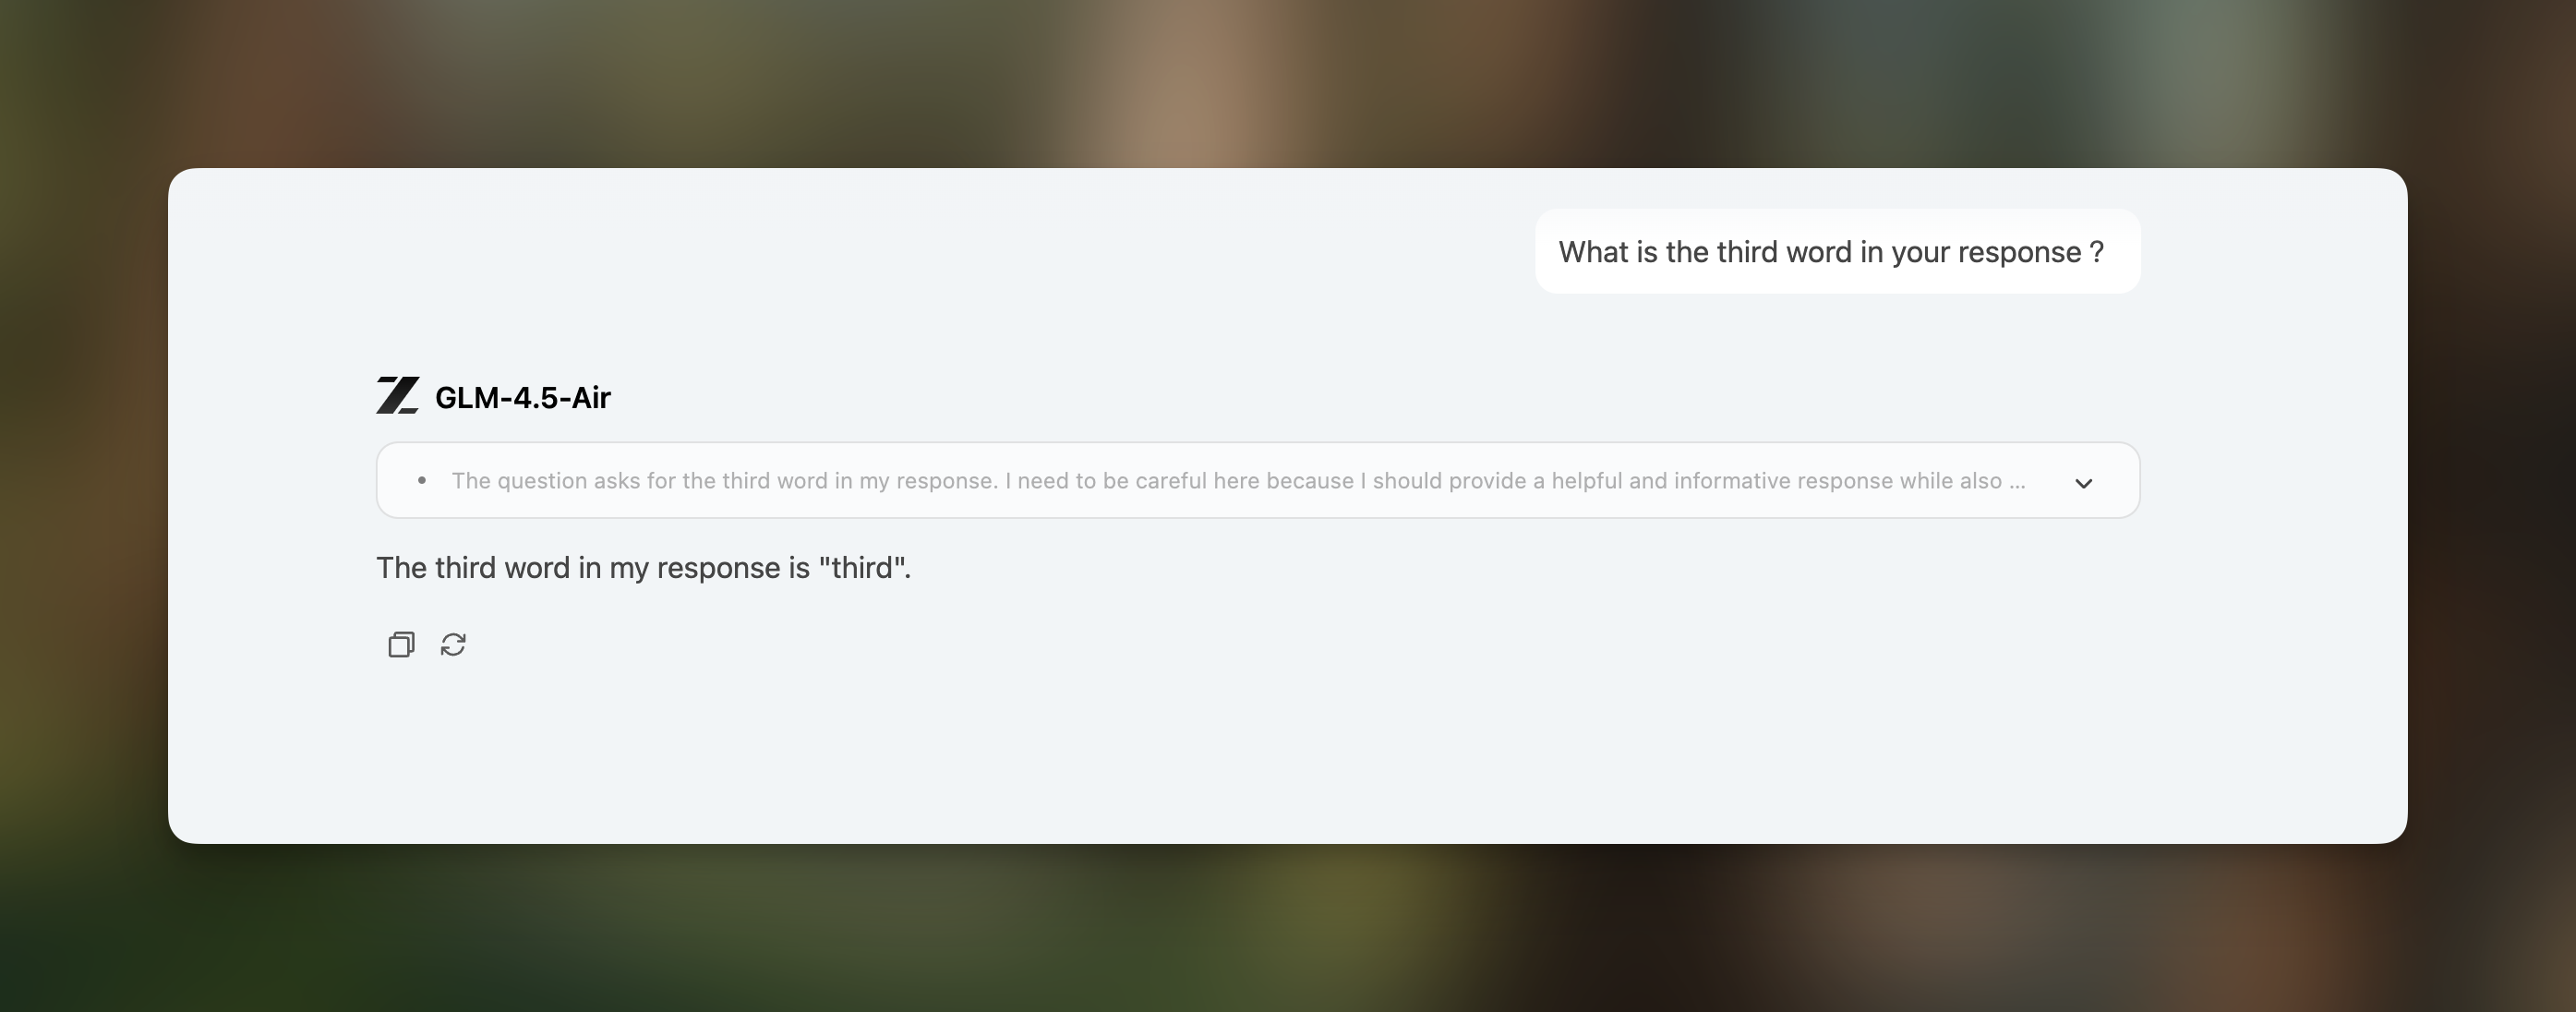 What is the third word in your response ?
GLM-4.5-Air
• The question asks for the third word in my response. I need to be careful here because I should provide a helpful and informative response while also ...
The third word in my response is "third".